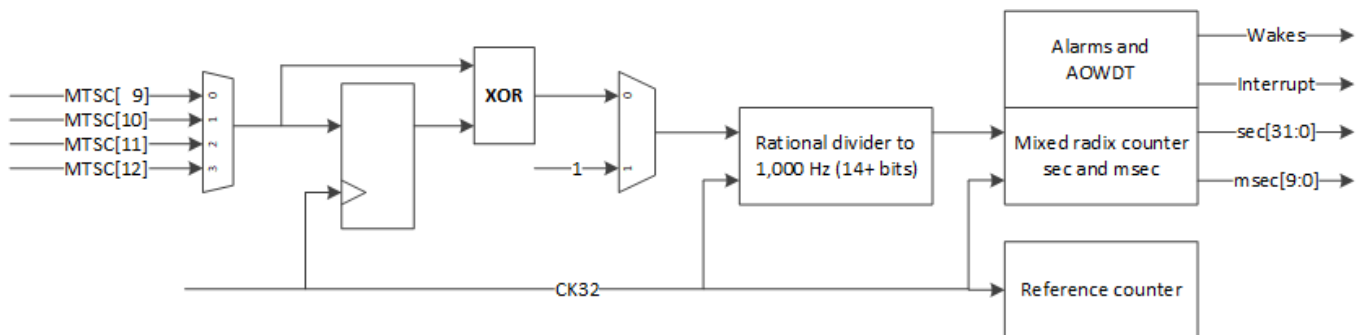 MTSC[ 9]
MTSC[10]
MTSC[11]
MTSC[12]
0
1
2
3
XOR
0
1
1
Rational divider to
1,000 Hz (14+ bits)
Alarms and
AOWDT
Mixed radix counter
sec and msec
Wakes
Interrupt
sec[31:0]
msec[9:0]
CK32
Reference counter